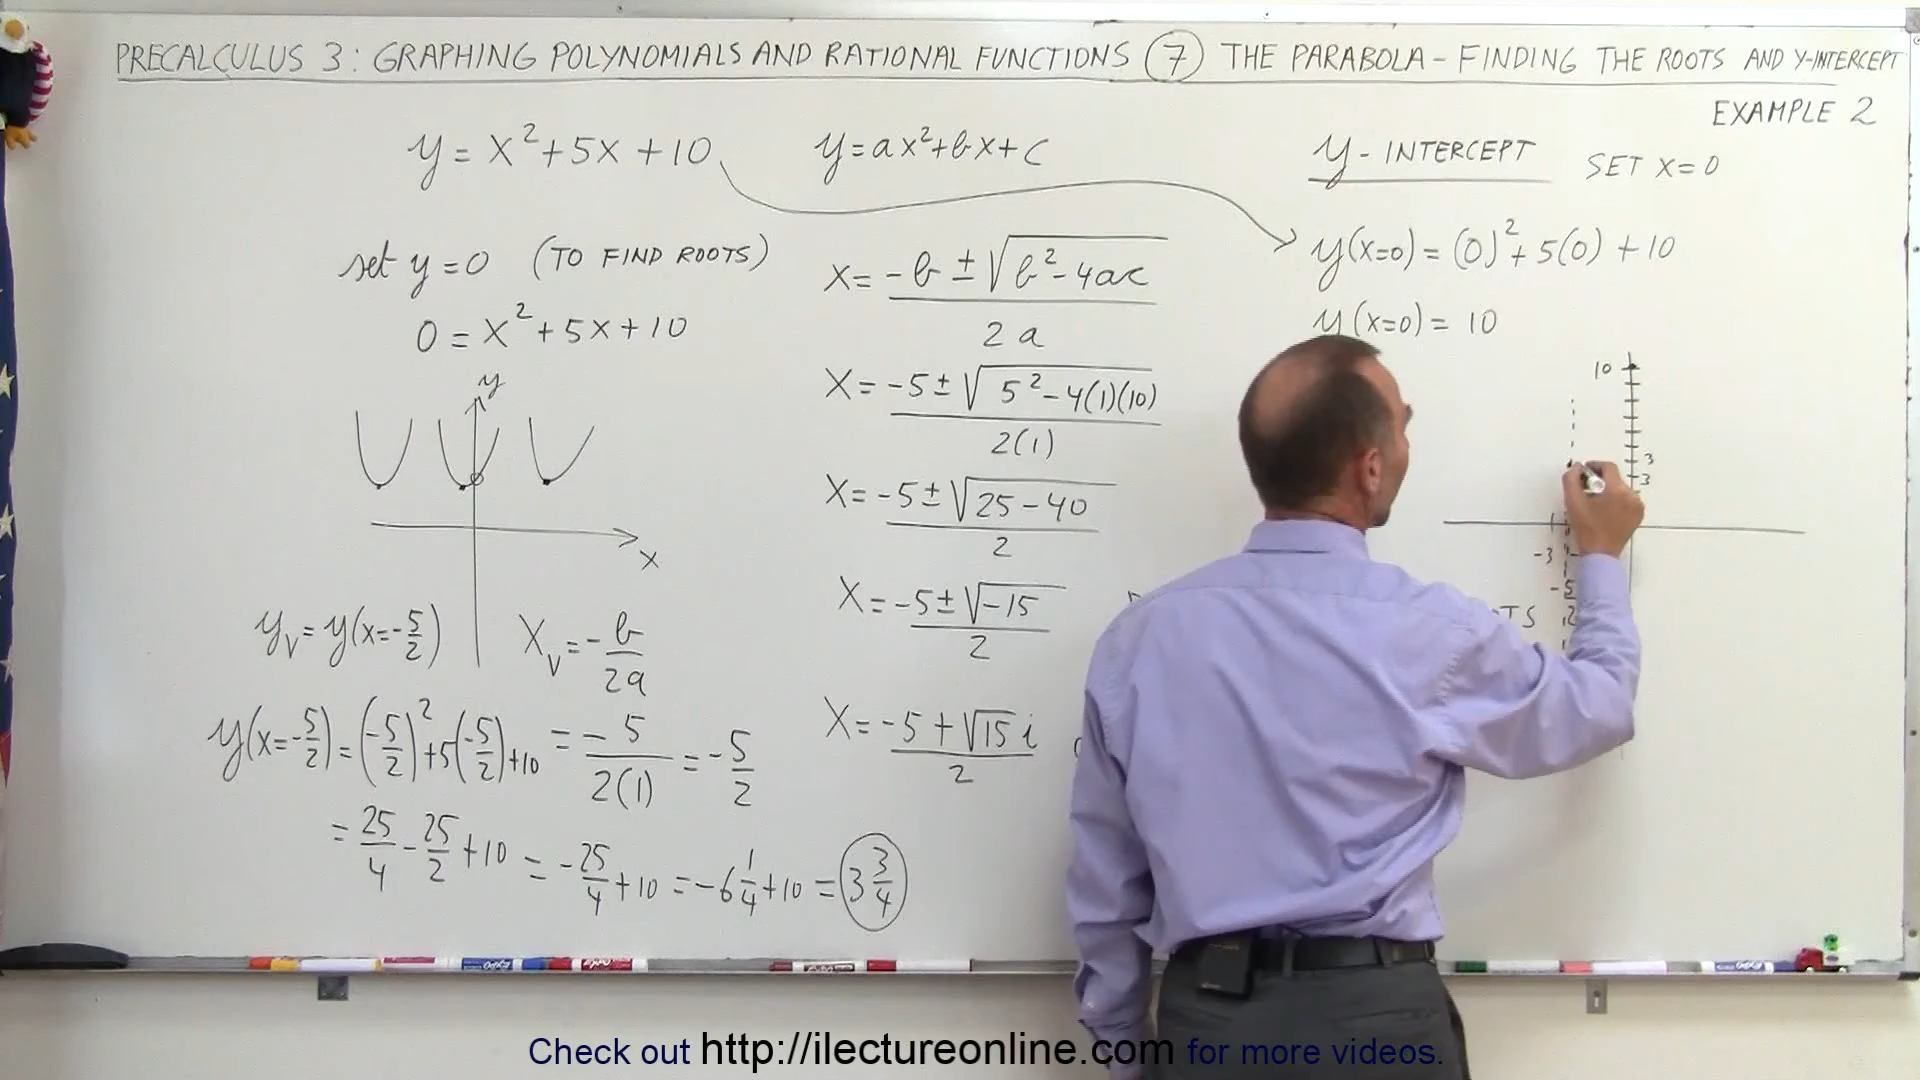 PRECALCULUS 3: GRAPHING POLYNOMIALS AND RATIONAL FUNCTIONS (7) THE PARABOLA – FINDING THE ROOTS AND Y-INTERCEPT
EXAMPLE 2
y = x² + 5x + 10
set y = 0 (TO FIND ROOTS)
0 = x² + 5x + 10
y
x
y_v = y(x = -5/2)
x_v = -b/2a
y(x = -5/2) = (-5/2)² + 5(-5/2) + 10
= -5/2(1) = -5/2
= 25/4 - 25/2 + 10 = -25/4 + 10 = -6 1/4 + 10 = 3 3/4
y = ax² + bx + c
x = (-b ± √(b² - 4ac))/2a
x = (-5 ± √(5² - 4(1)(10)))/2(1)
x = (-5 ± √(25 - 40))/2
x = (-5 ± √(-15))/2
x = (-5 + √15 i)/2
y - INTERCEPT SET X = 0
y(x=0) = (0)² + 5(0) + 10
y(x=0) = 10
10
3
3
-3
-5
2
TS
Check out http://ilectureonline.com for more videos.